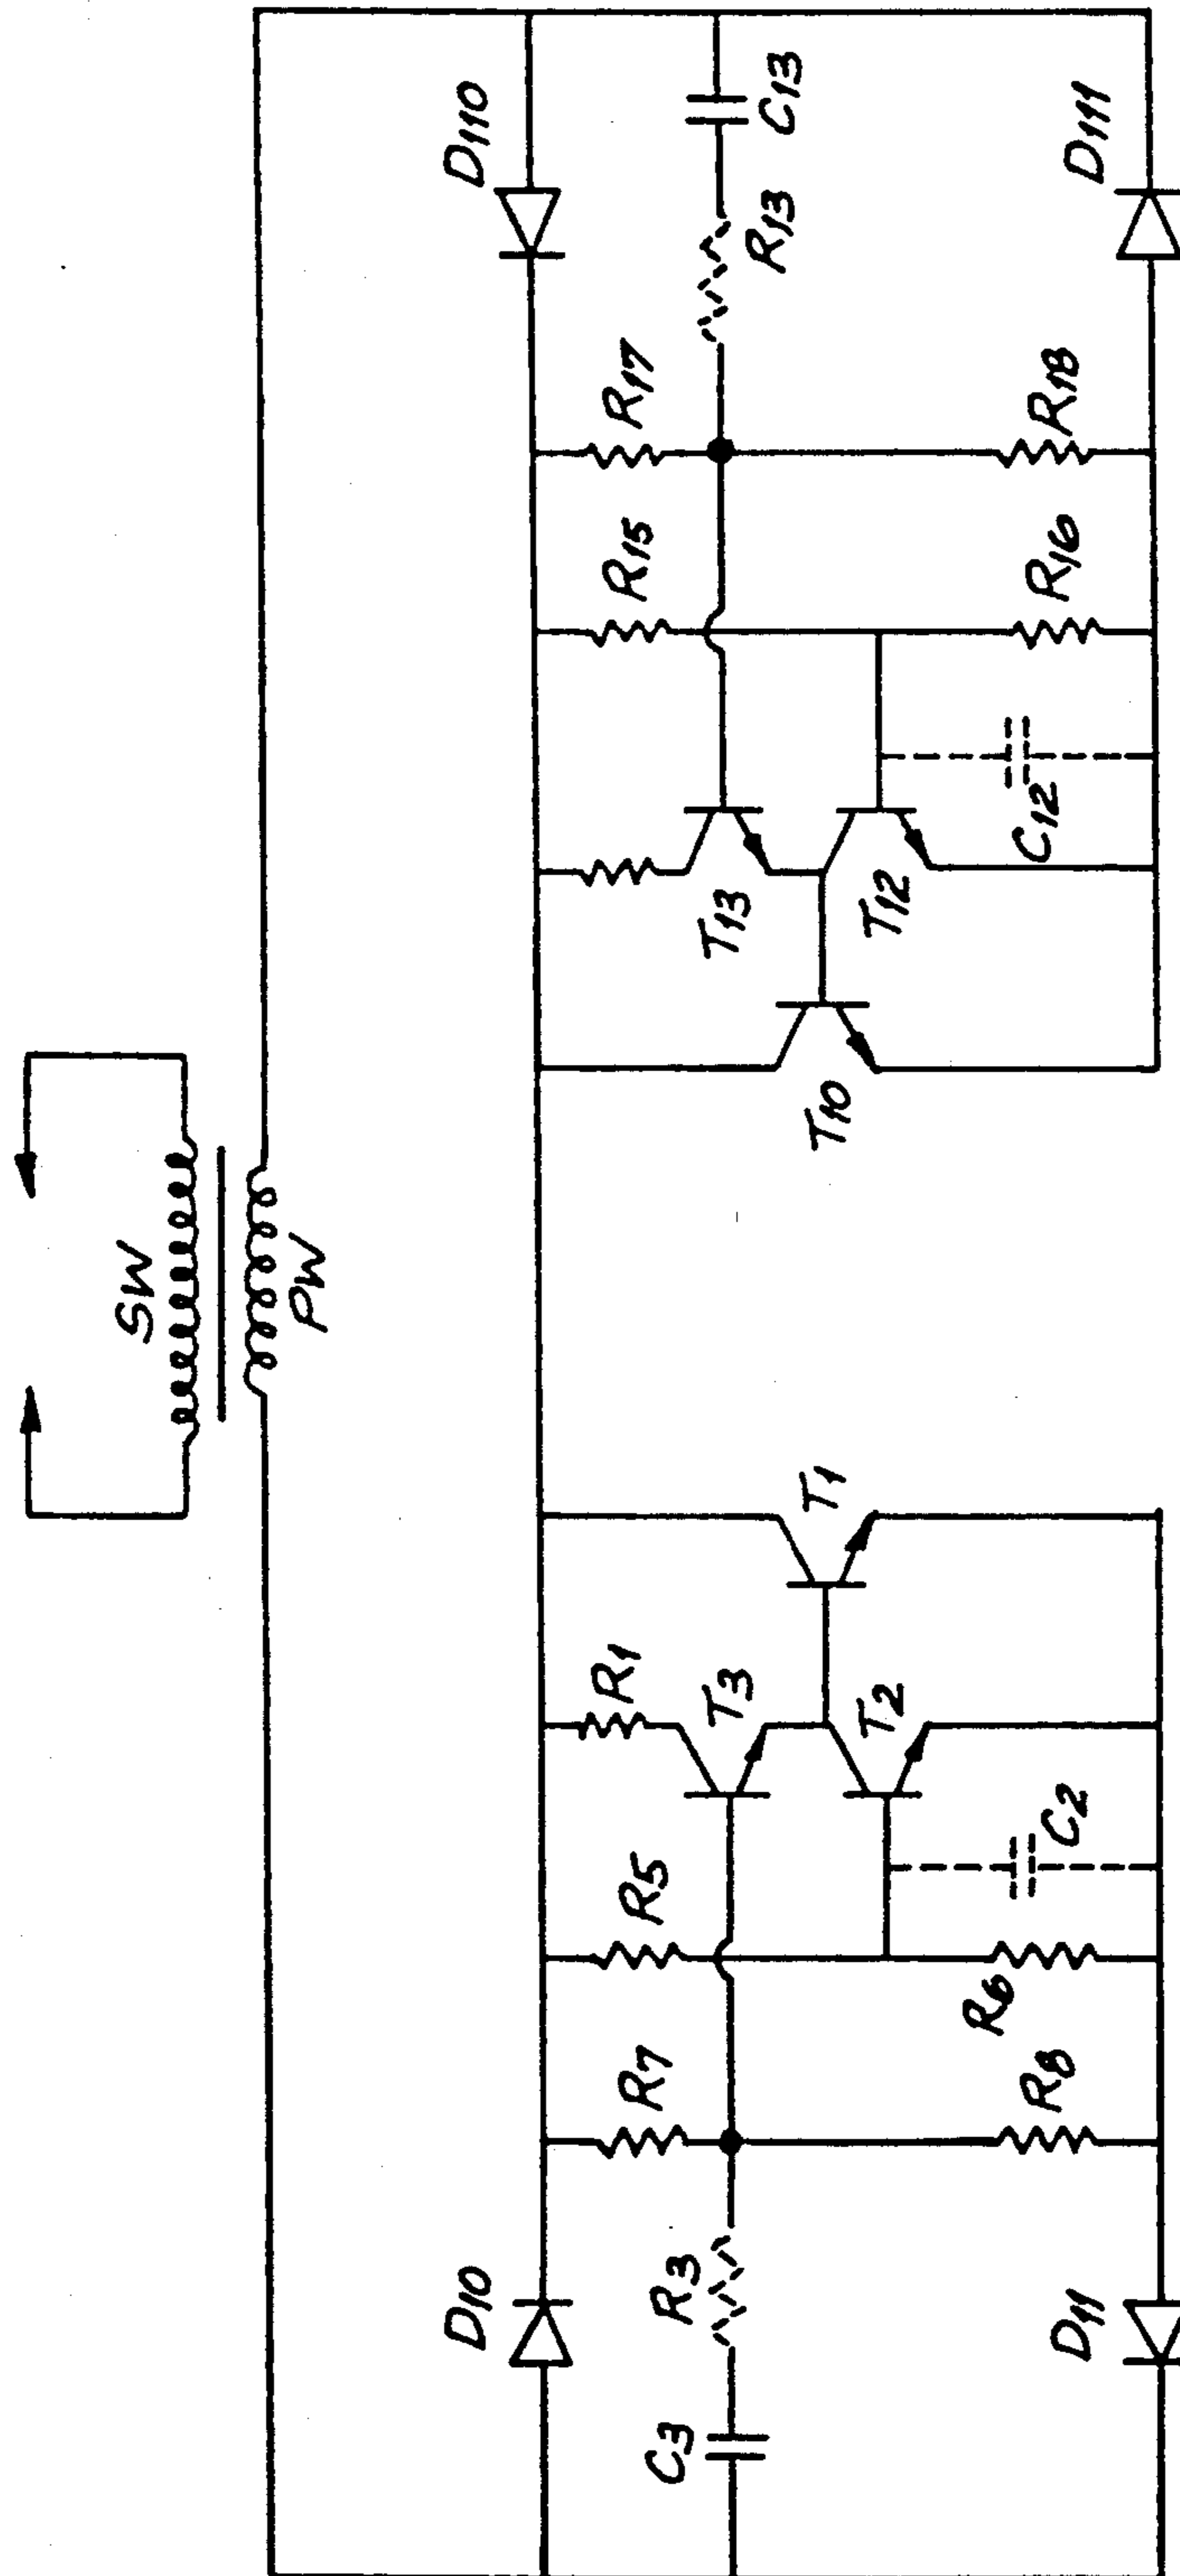 SW
PW
D110
C13
R13
D111
R17
R18
R15
R16
C12
T13
T12
T10
T1
R1
T3
T2
C2
R5
R6
R7
R8
D10
R3
C3
D11